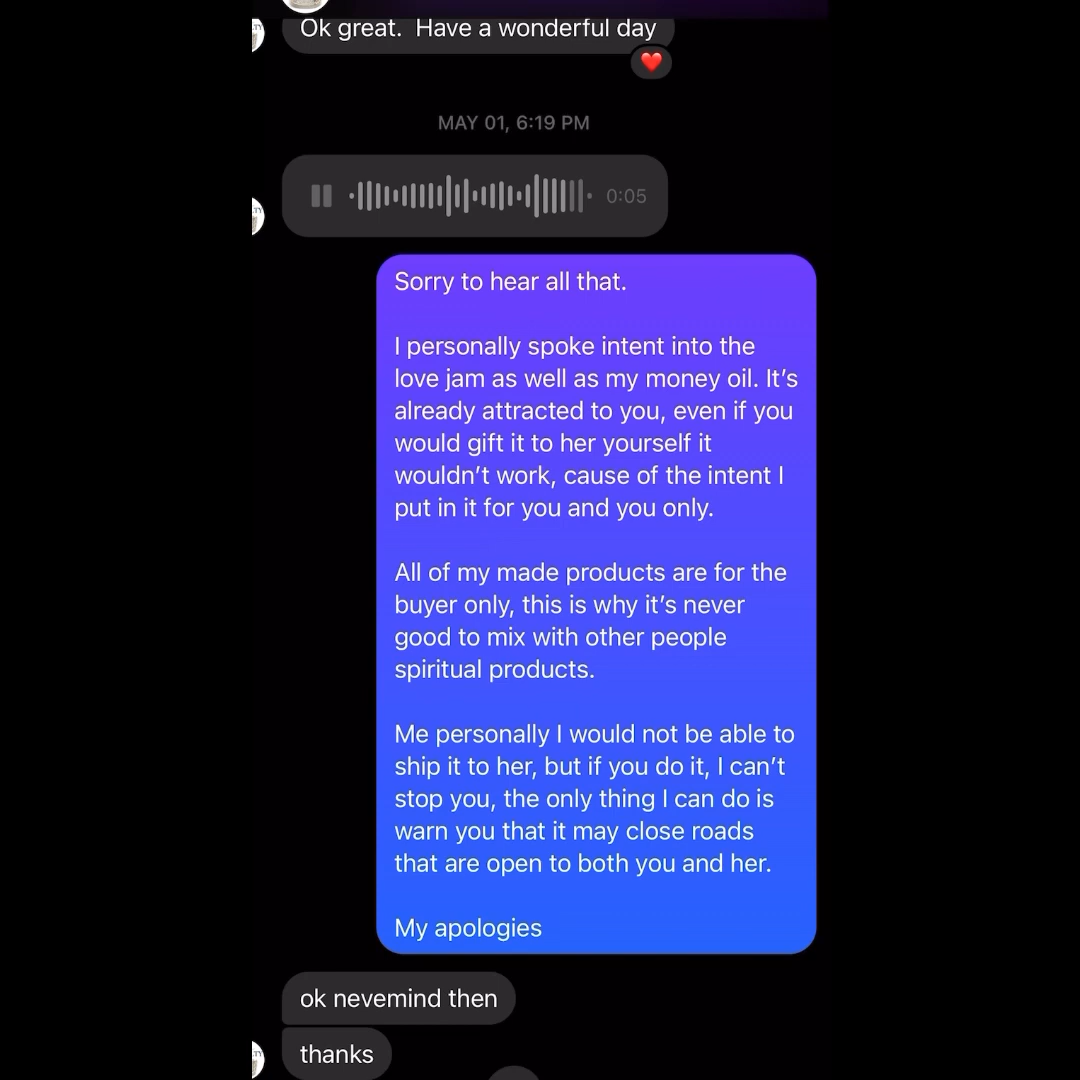 Ok great.  Have a wonderful day
MAY 01, 6:19 PM
0:05
Sorry to hear all that.
I personally spoke intent into the
love jam as well as my money oil. It's
already attracted to you, even if you
would gift it to her yourself it
wouldn't work, cause of the intent I
put in it for you and you only.
All of my made products are for the
buyer only, this is why it's never
good to mix with other people
spiritual products.
Me personally I would not be able to
ship it to her, but if you do it, I can't
stop you, the only thing I can do is
warn you that it may close roads
that are open to both you and her.
My apologies
ok nevemind then
thanks